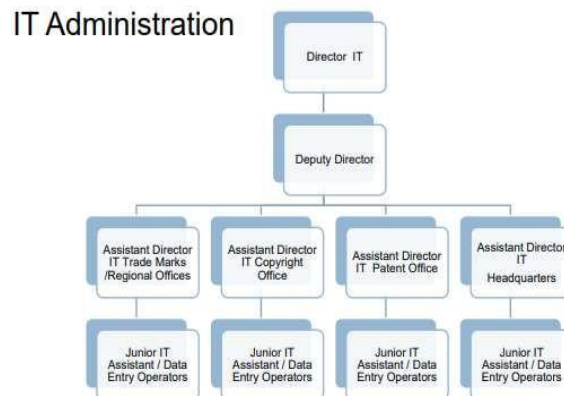 IT Administration
Director IT
Deputy Director
Assistant Director
IT Trade Marks
/Regional Offices
Assistant Director
IT Copyright
Office
Assistant Director
IT Patent Office
Assistant Director
IT
Headquarters
Junior IT
Assistant / Data
Entry Operators
Junior IT
Assistant / Data
Entry Operators
Junior IT
Assistant / Data
Entry Operators
Junior IT
Assistant / Data
Entry Operators